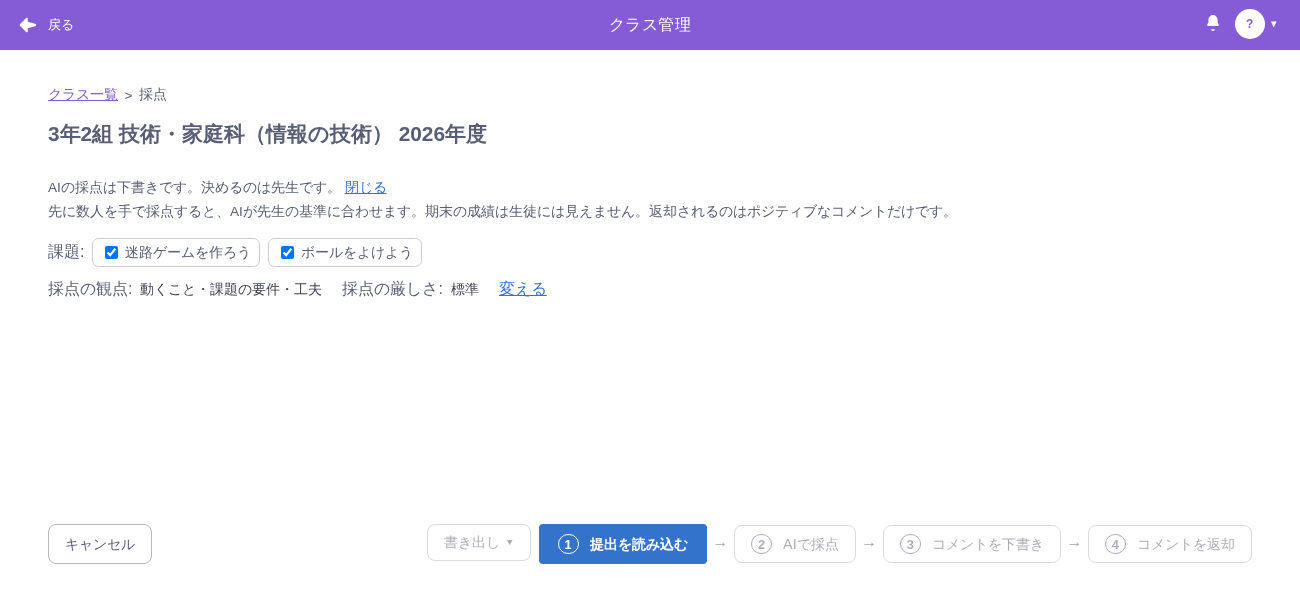 戻る
クラス管理
? ▼
クラス一覧 > 採点
3年2組 技術・家庭科（情報の技術） 2026年度
AIの採点は下書きです。決めるのは先生です。 閉じる
先に数人を手で採点すると、AIが先生の基準に合わせます。期末の成績は生徒には見えません。返却されるのはポジティブなコメントだけです。
課題: 迷路ゲームを作ろう ボールをよけよう
採点の観点: 動くこと・課題の要件・工夫 採点の厳しさ: 標準 変える
キャンセル 書き出し ▼ 1 提出を読み込む → 2 AIで採点 → 3 コメントを下書き → 4 コメントを返却